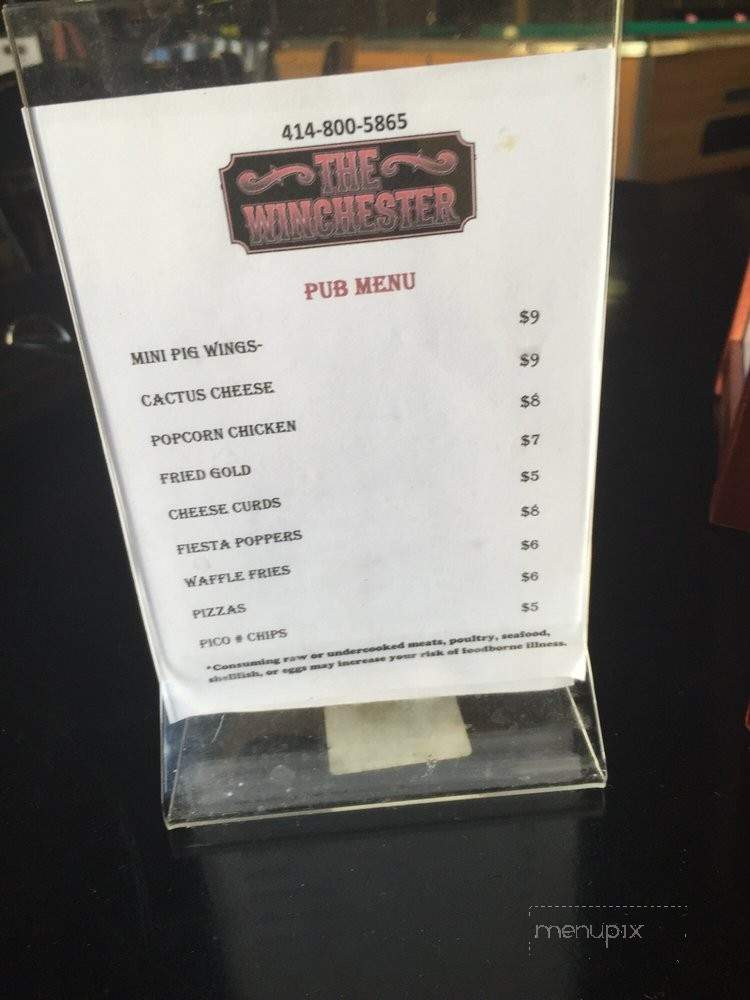 414-800-5865
THE
WINCHESTER
PUB MENU
MINI PIG WINGS- $9
CACTUS CHEESE $9
POPCORN CHICKEN $8
FRIED GOLD $7
CHEESE CURDS $5
FIESTA POPPERS $8
WAFFLE FRIES $6
PIZZAS $6
PICO & CHIPS $5
*Consuming raw or undercooked meats, poultry, seafood,
shellfish, or eggs may increase your risk of foodborne illness.
menupix